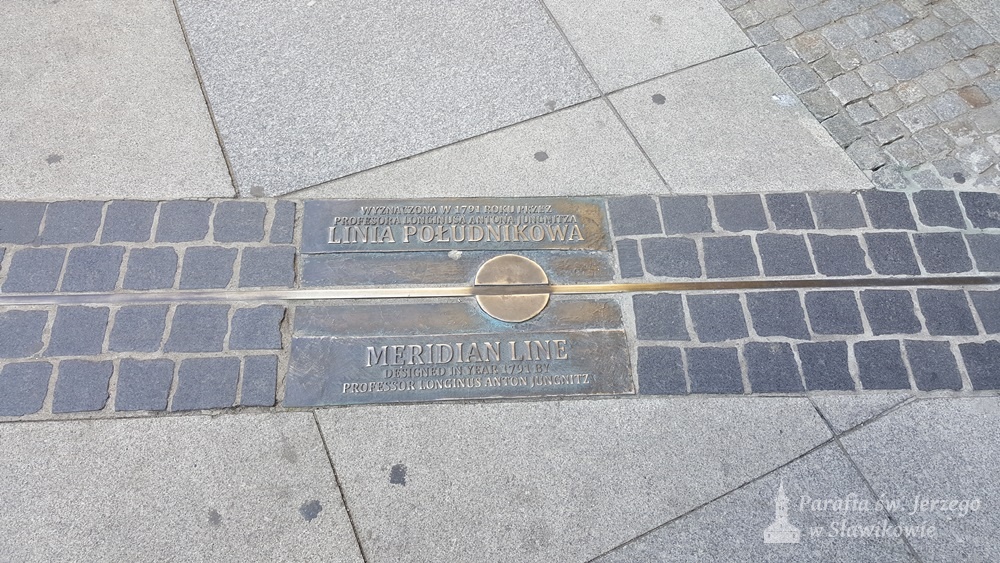 WYZNACZONA W 1791 ROKU PRZEZ
PROFESORA LONGINUSA ANTONA JUNGNITZA
LINIA POŁUDNIKOWA
MERIDIAN LINE
DESIGNED IN YEAR 1791 BY
PROFESSOR LONGINUS ANTON JUNGNITZ
Parafia św. Jerzego
w Sławikowie